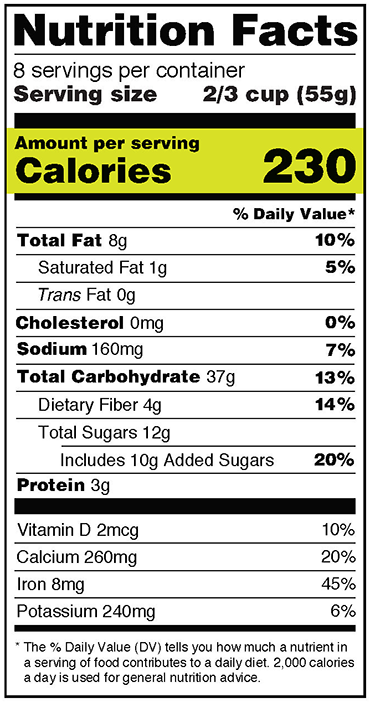 Nutrition Facts
8 servings per container
Serving size 2/3 cup (55g)
Amount per serving
Calories 230
% Daily Value*
Total Fat 8g 10%
Saturated Fat 1g 5%
Trans Fat 0g
Cholesterol 0mg 0%
Sodium 160mg 7%
Total Carbohydrate 37g 13%
Dietary Fiber 4g 14%
Total Sugars 12g
Includes 10g Added Sugars 20%
Protein 3g
Vitamin D 2mcg 10%
Calcium 260mg 20%
Iron 8mg 45%
Potassium 240mg 6%
* The % Daily Value (DV) tells you how much a nutrient in
a serving of food contributes to a daily diet. 2,000 calories
a day is used for general nutrition advice.